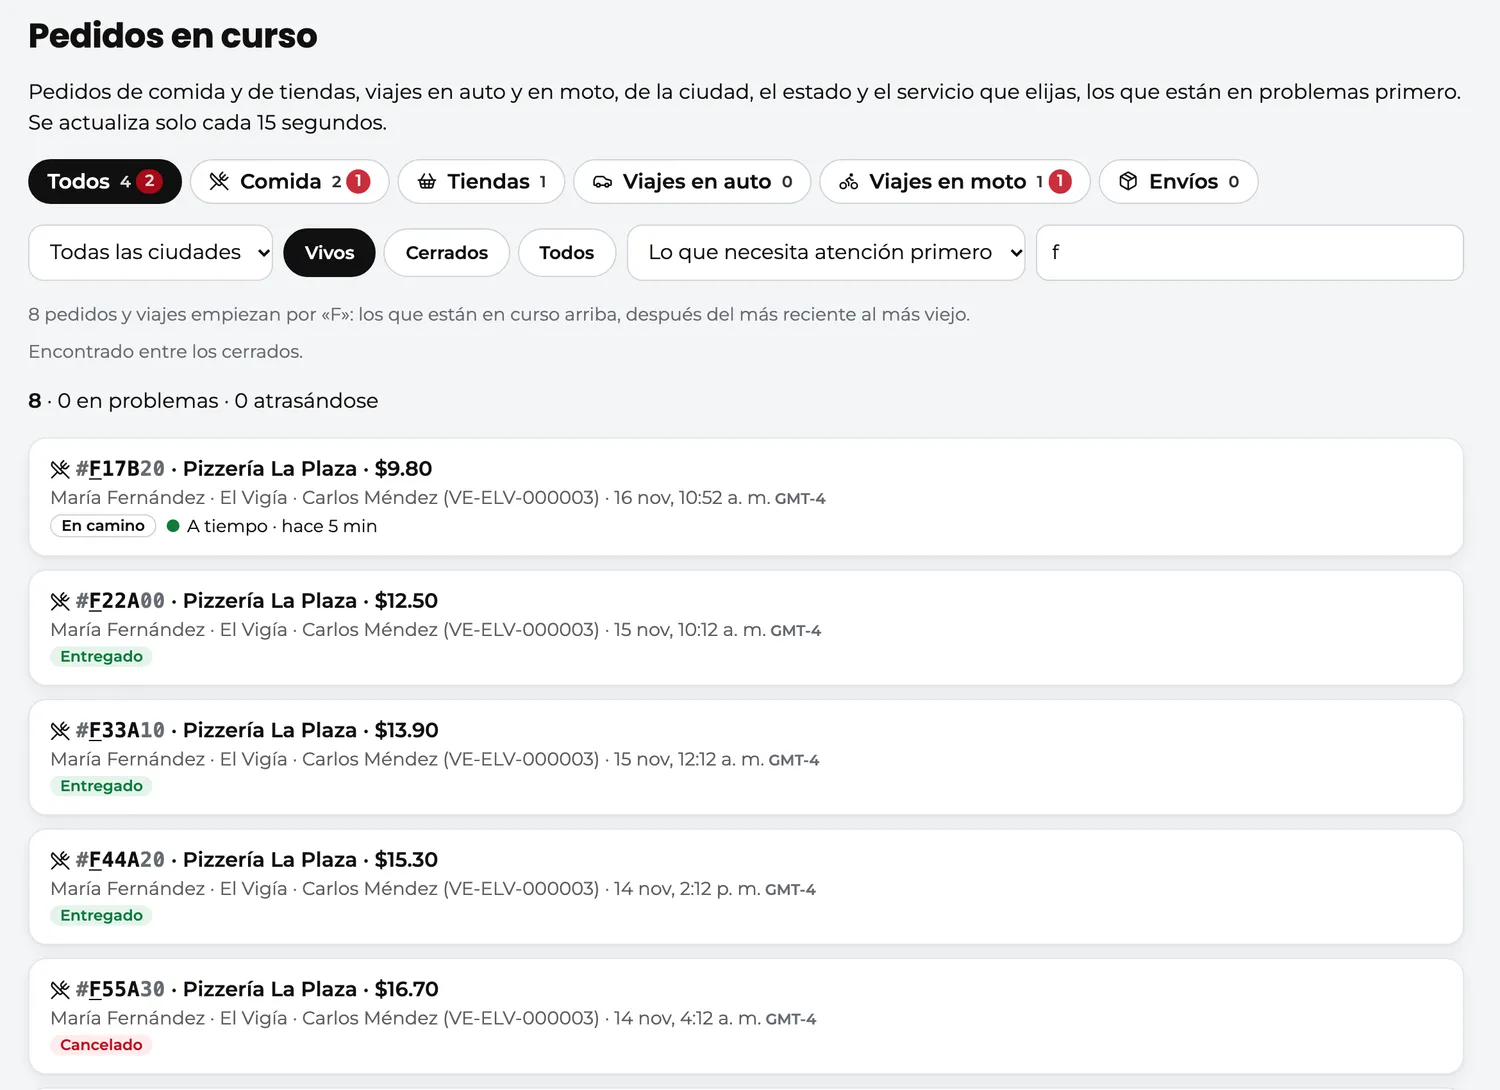 Pedidos en curso
Pedidos de comida y de tiendas, viajes en auto y en moto, de la ciudad, el estado y el servicio que elijas, los que están en problemas primero.
Se actualiza solo cada 15 segundos.
Todos 4 2 Comida 2 1 Tiendas 1 Viajes en auto 0 Viajes en moto 1 1 Envíos 0
Todas las ciudades Vivos Cerrados Todos Lo que necesita atención primero f
8 pedidos y viajes empiezan por «F»: los que están en curso arriba, después del más reciente al más viejo.
Encontrado entre los cerrados.
8 · 0 en problemas · 0 atrasándose
#F17B20 · Pizzería La Plaza · $9.80
María Fernández · El Vigía · Carlos Méndez (VE-ELV-000003) · 16 nov, 10:52 a. m. GMT-4
En camino A tiempo · hace 5 min
#F22A00 · Pizzería La Plaza · $12.50
María Fernández · El Vigía · Carlos Méndez (VE-ELV-000003) · 15 nov, 10:12 a. m. GMT-4
Entregado
#F33A10 · Pizzería La Plaza · $13.90
María Fernández · El Vigía · Carlos Méndez (VE-ELV-000003) · 15 nov, 12:12 a. m. GMT-4
Entregado
#F44A20 · Pizzería La Plaza · $15.30
María Fernández · El Vigía · Carlos Méndez (VE-ELV-000003) · 14 nov, 2:12 p. m. GMT-4
Entregado
#F55A30 · Pizzería La Plaza · $16.70
María Fernández · El Vigía · Carlos Méndez (VE-ELV-000003) · 14 nov, 4:12 a. m. GMT-4
Cancelado